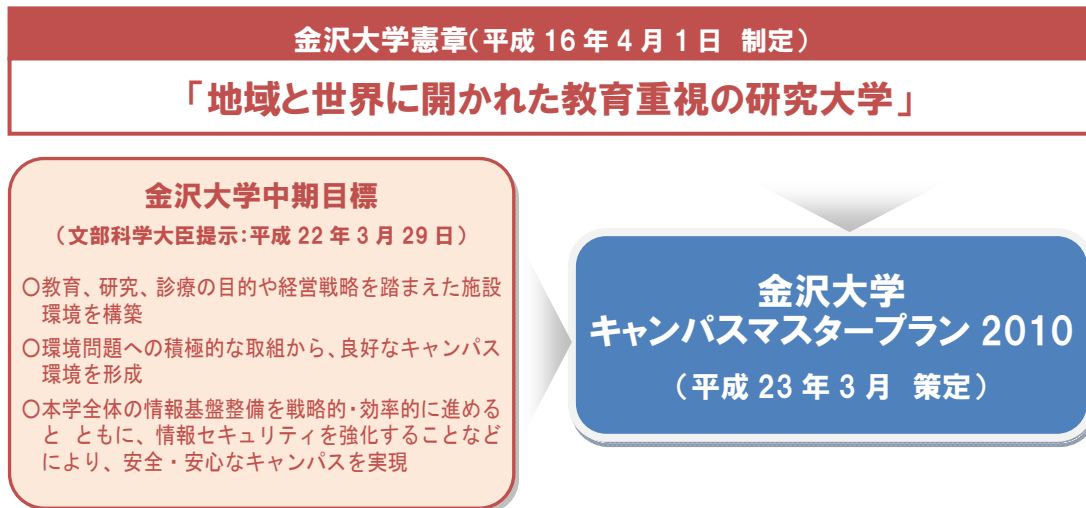 金沢大学憲章(平成 16 年 4 月 1 日 制定)
「地域と世界に開かれた教育重視の研究大学」
金沢大学中期目標
(文部科学大臣提示:平成 22 年 3 月 29 日)
○教育、研究、診療の目的や経営戦略を踏まえた施設
環境を構築
○環境問題への積極的な取組から、良好なキャンパス
環境を形成
○本学全体の情報基盤整備を戦略的・効率的に進める
と ともに、情報セキュリティを強化することなど
により、安全・安心なキャンパスを実現
金沢大学
キャンパスマスタープラン 2010
(平成 23 年 3 月 策定)